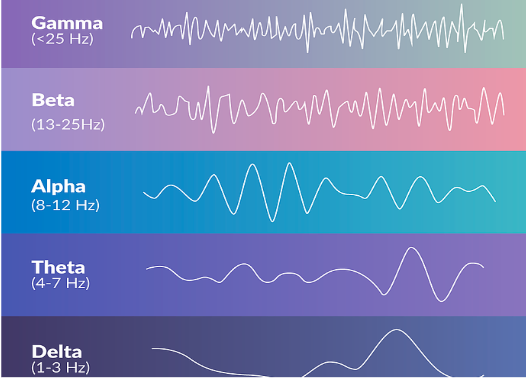 Gamma
(<25 Hz)
Beta
(13-25Hz)
Alpha
(8-12 Hz)
Theta
(4-7 Hz)
Delta
(1-3 Hz)